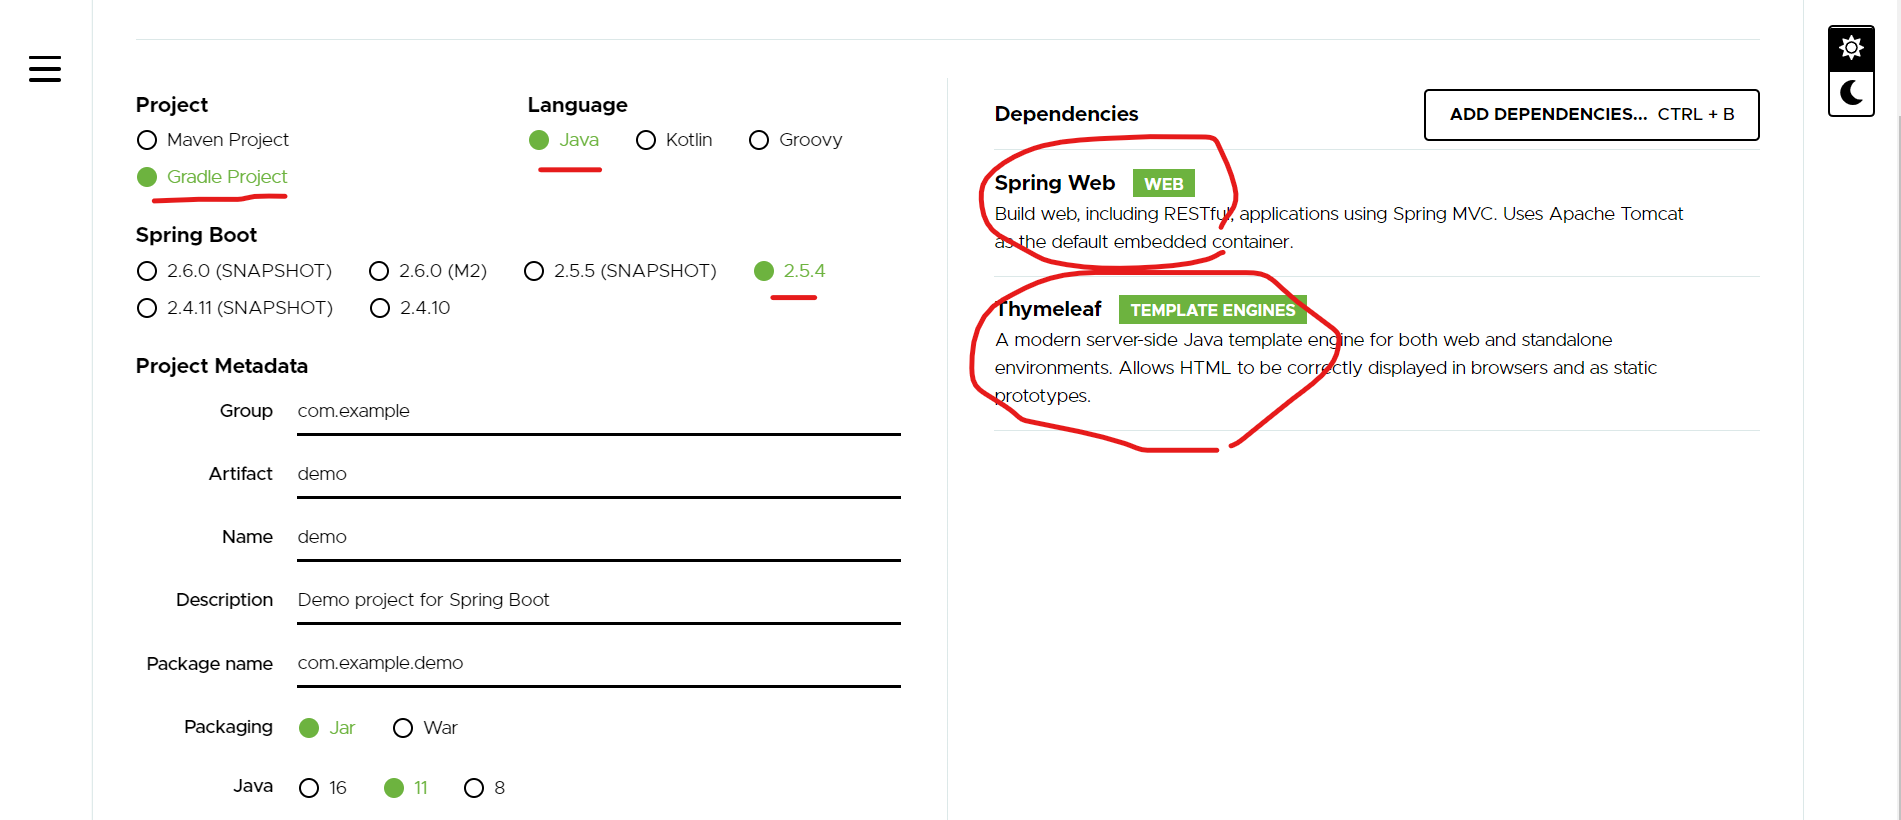 Project
Maven Project
Gradle Project
Language
Java Kotlin Groovy
Spring Boot
2.6.0 (SNAPSHOT) 2.6.0 (M2) 2.5.5 (SNAPSHOT) 2.5.4
2.4.11 (SNAPSHOT) 2.4.10
Project Metadata
Group com.example
Artifact demo
Name demo
Description Demo project for Spring Boot
Package name com.example.demo
Packaging Jar War
Java 16 11 8
Dependencies
ADD DEPENDENCIES... CTRL + B
Spring Web WEB
Build web, including RESTful, applications using Spring MVC. Uses Apache Tomcat
as the default embedded container.
Thymeleaf TEMPLATE ENGINES
A modern server-side Java template engine for both web and standalone
environments. Allows HTML to be correctly displayed in browsers and as static
prototypes.